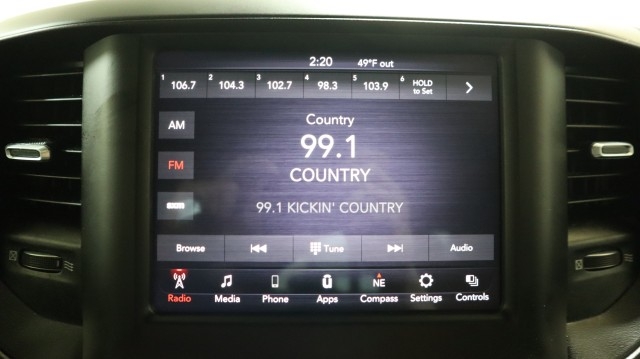 2:20 49°F out
1 106.7 2 104.3 3 102.7 4 98.3 5 103.9 6 HOLD to Set
AM
Country
99.1
FM
COUNTRY
99.1 KICKIN' COUNTRY
Browse Tune Audio
NE
Radio Media Phone Apps Compass Settings Controls